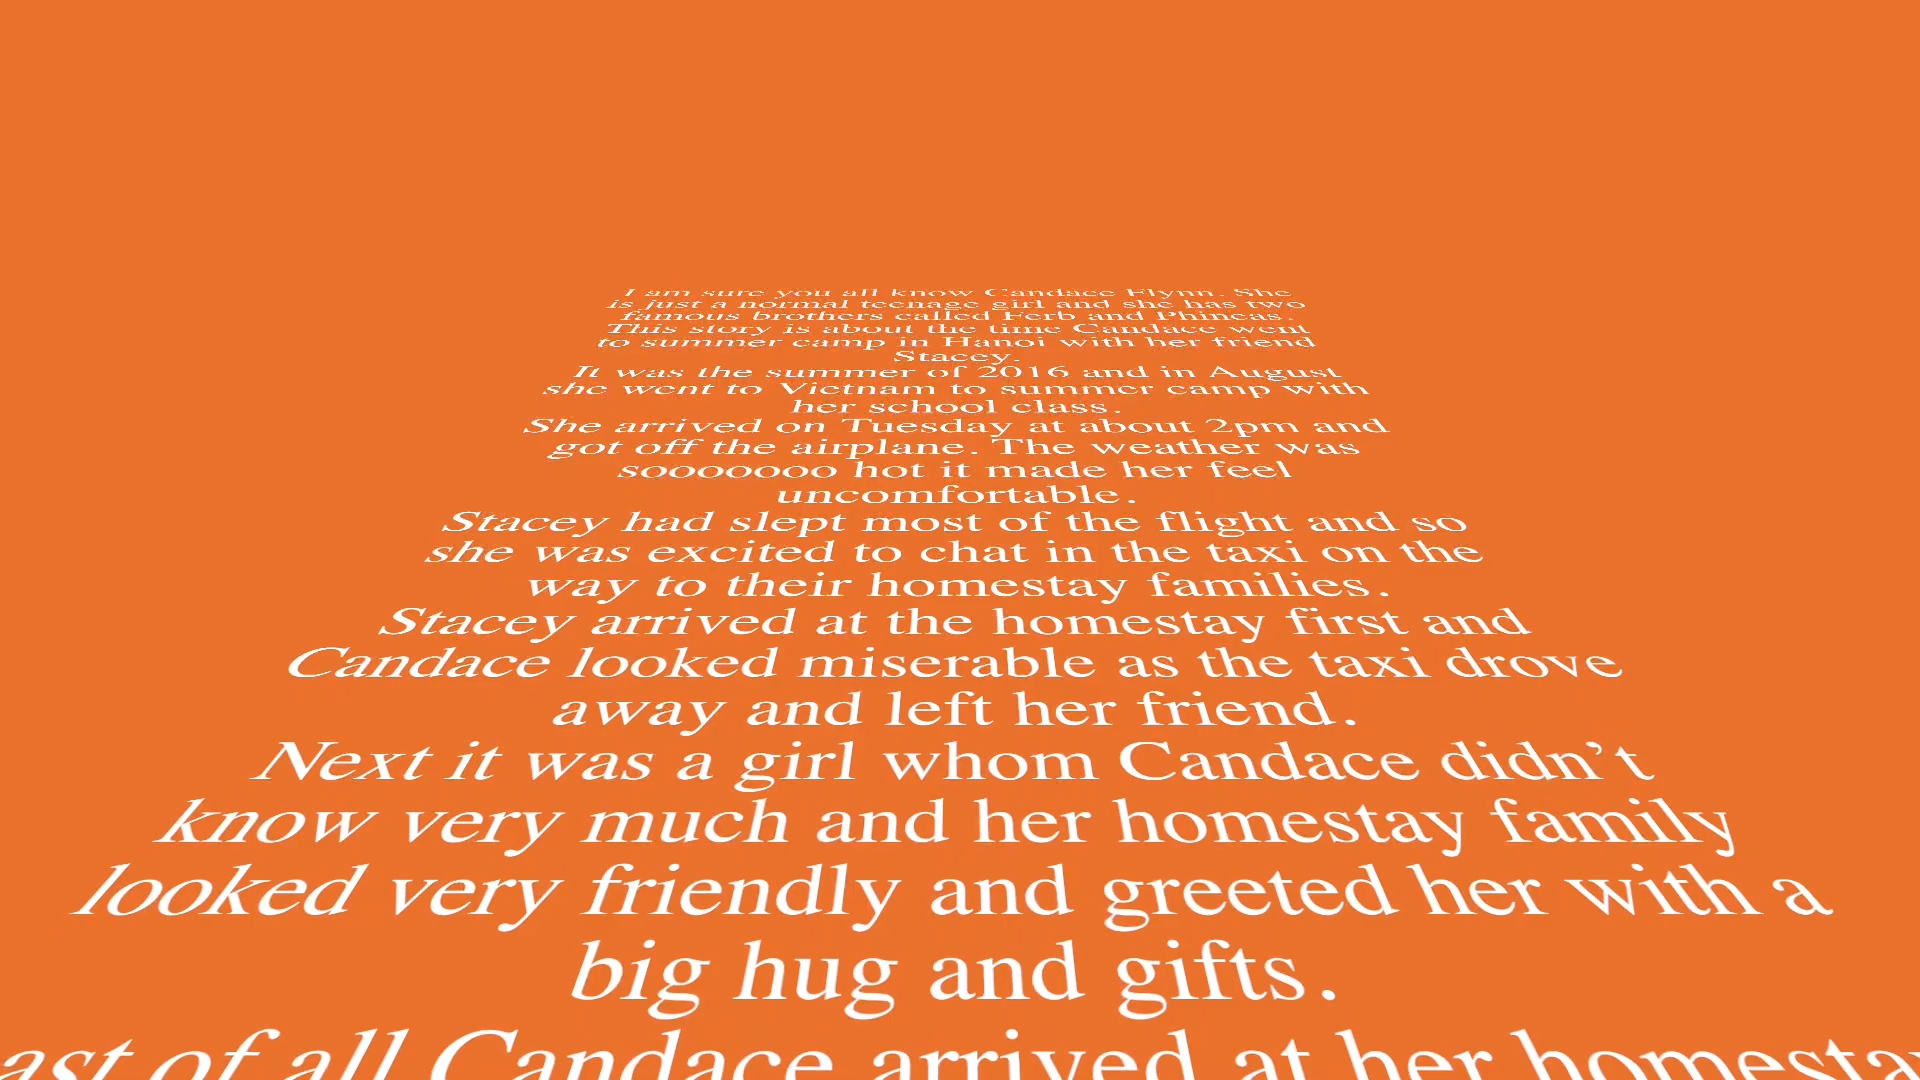 I am sure you all know Candace Flynn. She
is just a normal teenage girl and she has two
famous brothers called Ferb and Phineas.
This story is about the time Candace went
to summer camp in Hanoi with her friend
Stacey.
It was the summer of 2016 and in August
she went to Vietnam to summer camp with
her school class.
She arrived on Tuesday at about 2pm and
got off the airplane. The weather was
soooooooo hot it made her feel
uncomfortable.
Stacey had slept most of the flight and so
she was excited to chat in the taxi on the
way to their homestay families.
Stacey arrived at the homestay first and
Candace looked miserable as the taxi drove
away and left her friend.
Next it was a girl whom Candace didn’t
know very much and her homestay family
looked very friendly and greeted her with a
big hug and gifts.
ast of all Candace arrived at her homesta